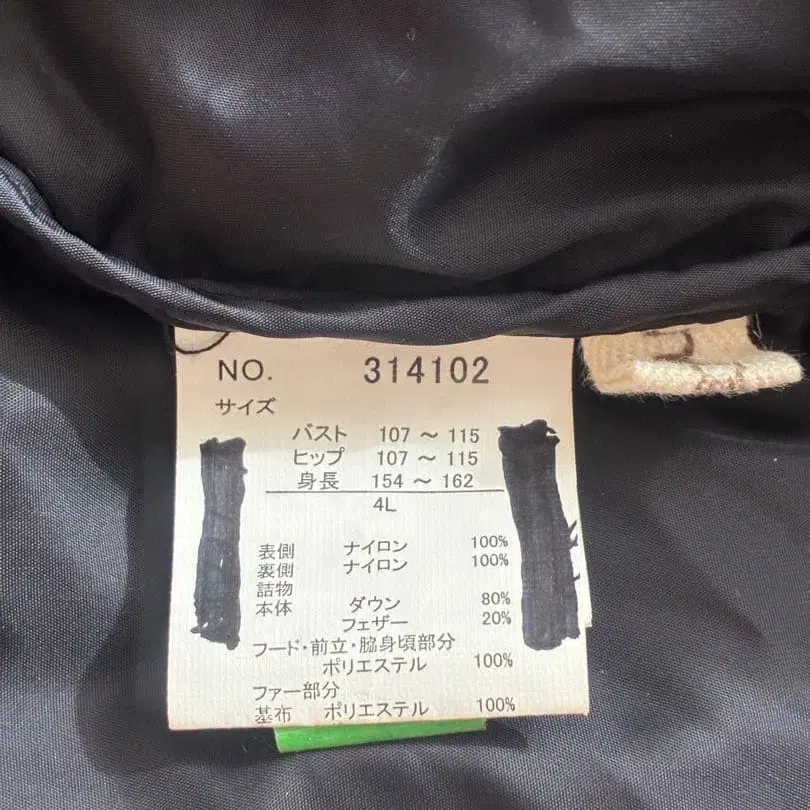 NO. 314102
サイズ
バスト 107 ～ 115
ヒップ 107 ～ 115
身長 154 ～ 162
4L
表側 ナイロン 100%
裏側 ナイロン 100%
詰物
本体 ダウン 80%
フェザー 20%
フード・前立・脇身頃部分
ポリエステル 100%
ファー部分
基布 ポリエステル 100%